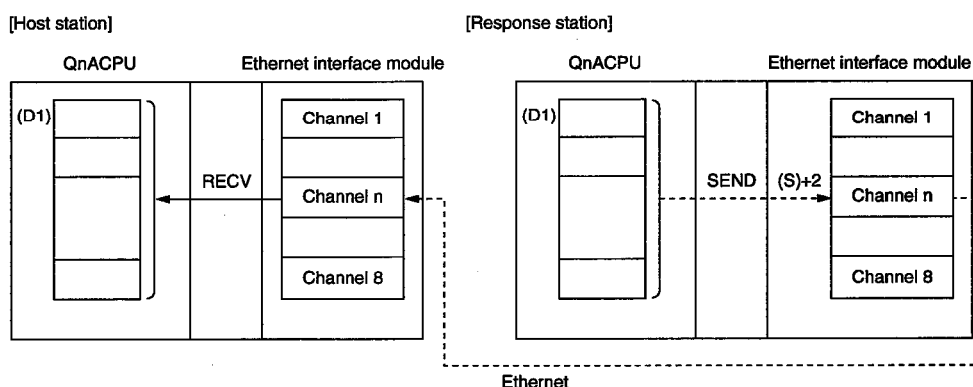 [Host station]
[Response station]
QnACPU
Ethernet interface module
QnACPU
Ethernet interface module
(D1)
Channel 1
(D1)
Channel 1
RECV
Channel n
SEND
(S)+2
Channel n
Channel 8
Channel 8
Ethernet